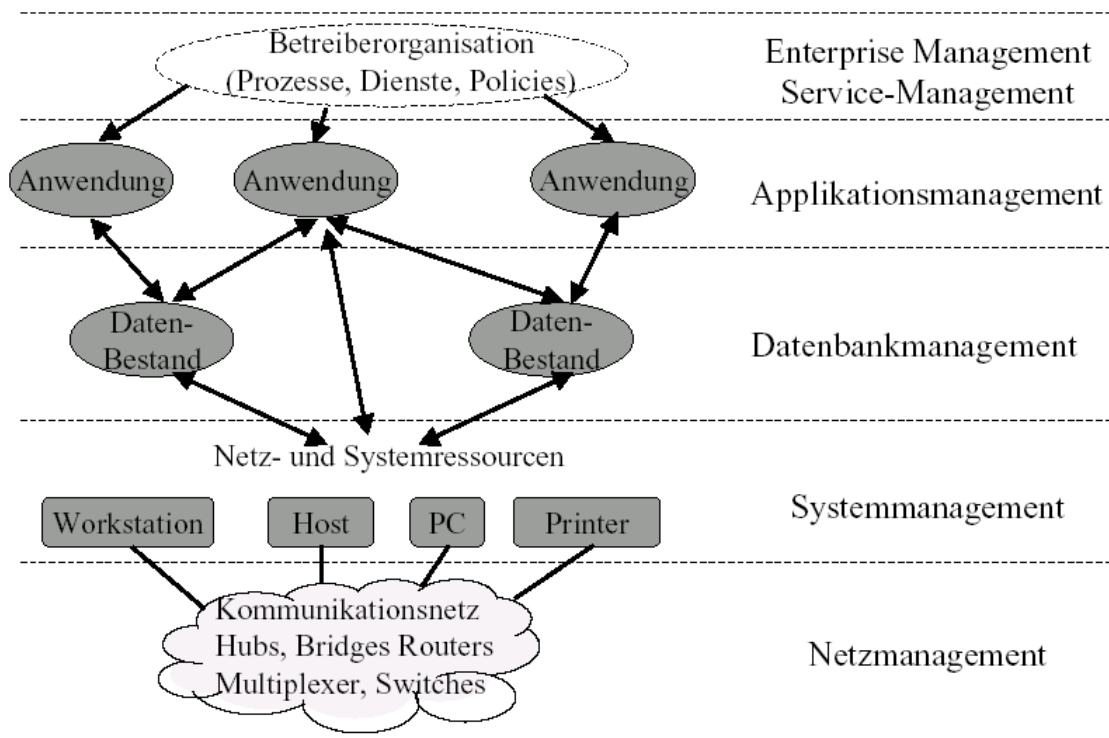 Betreiberorganisation
(Prozesse, Dienste, Policies)
Enterprise Management
Service-Management
Anwendung
Anwendung
Anwendung
Applikationsmanagement
Daten-
Bestand
Daten-
Bestand
Datenbankmanagement
Netz- und Systemressourcen
Workstation
Host
PC
Printer
Systemmanagement
Kommunikationsnetz
Hubs, Bridges Routers
Multiplexer, Switches
Netzmanagement